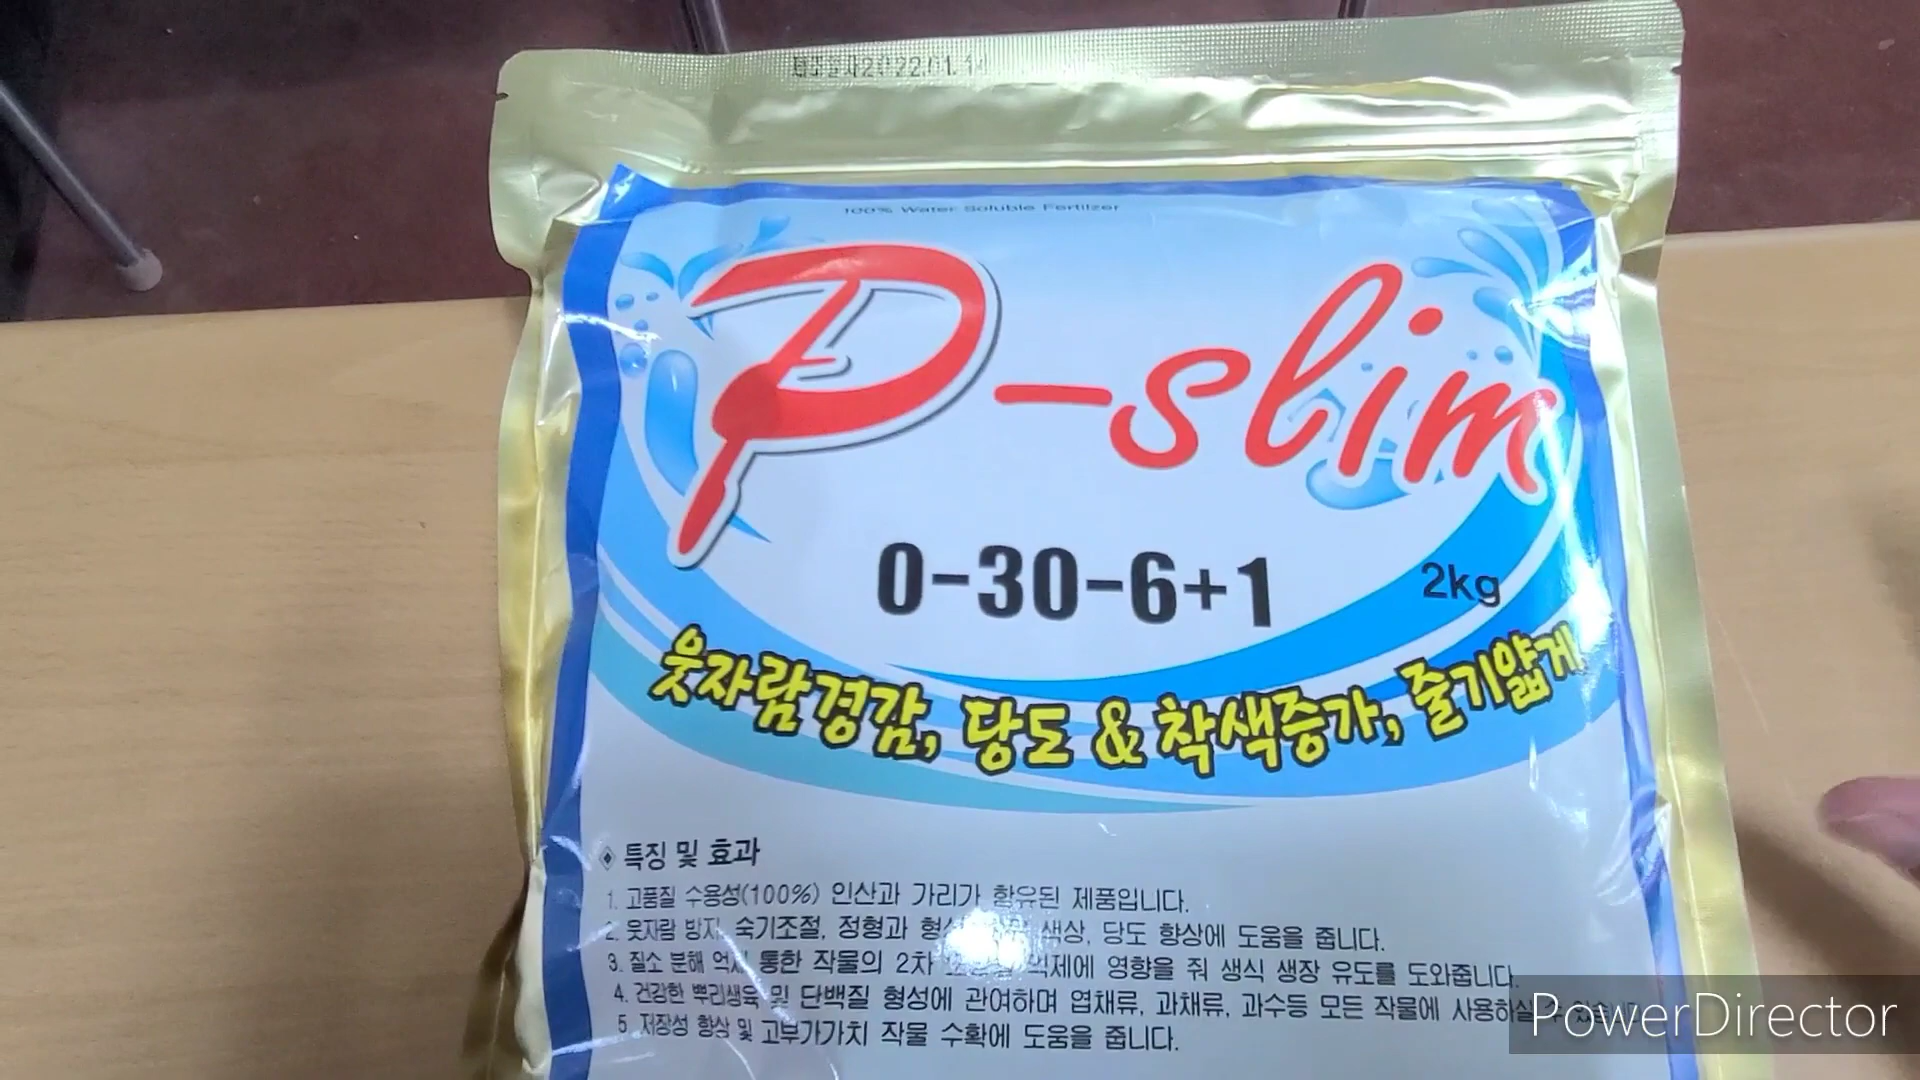 2022.01.14
100% Water Soluble Fertilzer
P-slim
0-30-6+1
2kg
웃자람경감, 당도 & 착색증가, 줄기얇게
◈ 특징 및 효과
1. 고품질 수용성(100%) 인산과 가리가 함유된 제품입니다.
2. 웃자람 방지, 숙기조절, 정형과 색상, 당도 향상에 도움을 줍니다.
3. 질소 분해 억제 통한 작물의 2차 억제에 영향을 줘 생식 생장 유도를 도와줍니다.
4. 건강한 뿌리생육 및 단백질 형성에 관여하며 엽채류, 과채류, 과수등 모든 작물에 사용하실 수 있습니다.
5. 저장성 향상 및 고부가가치 작물 수확에 도움을 줍니다.
PowerDirector